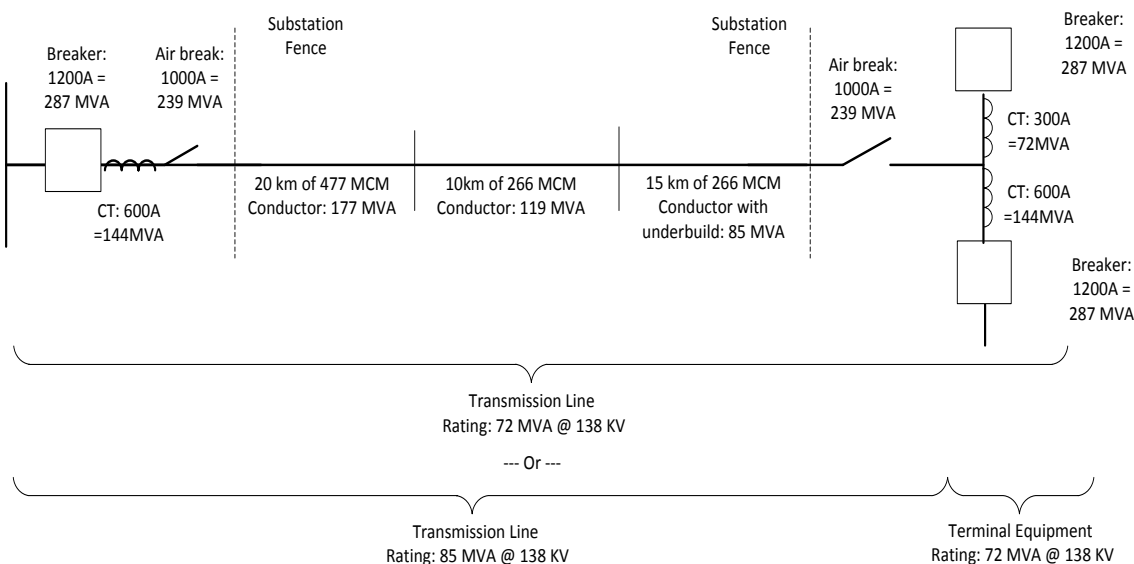 Substation
Fence
Substation
Fence
Breaker:
1200A =
287 MVA
Air break:
1000A =
239 MVA
Air break:
1000A =
239 MVA
Breaker:
1200A =
287 MVA
CT: 300A
=72MVA
CT: 600A
=144MVA
CT: 600A
=144MVA
20 km of 477 MCM
Conductor: 177 MVA
10km of 266 MCM
Conductor: 119 MVA
15 km of 266 MCM
Conductor with
underbuild: 85 MVA
Breaker:
1200A =
287 MVA
Transmission Line
Rating: 72 MVA @ 138 KV
--- Or ---
Transmission Line
Rating: 85 MVA @ 138 KV
Terminal Equipment
Rating: 72 MVA @ 138 KV